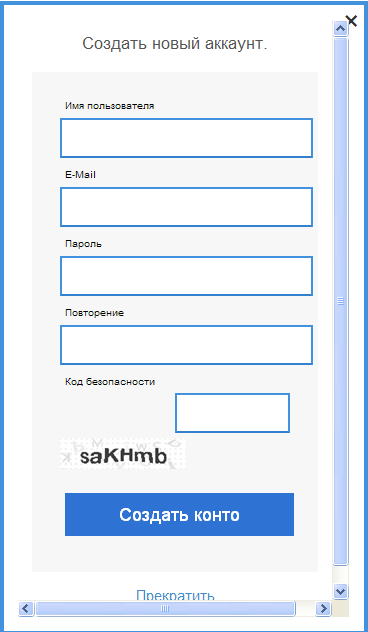 Создать новый аккаунт.
Имя пользователя
E-Mail
Пароль
Повторение
Код безопасности
saKHmb
Создать конто
Прекратить